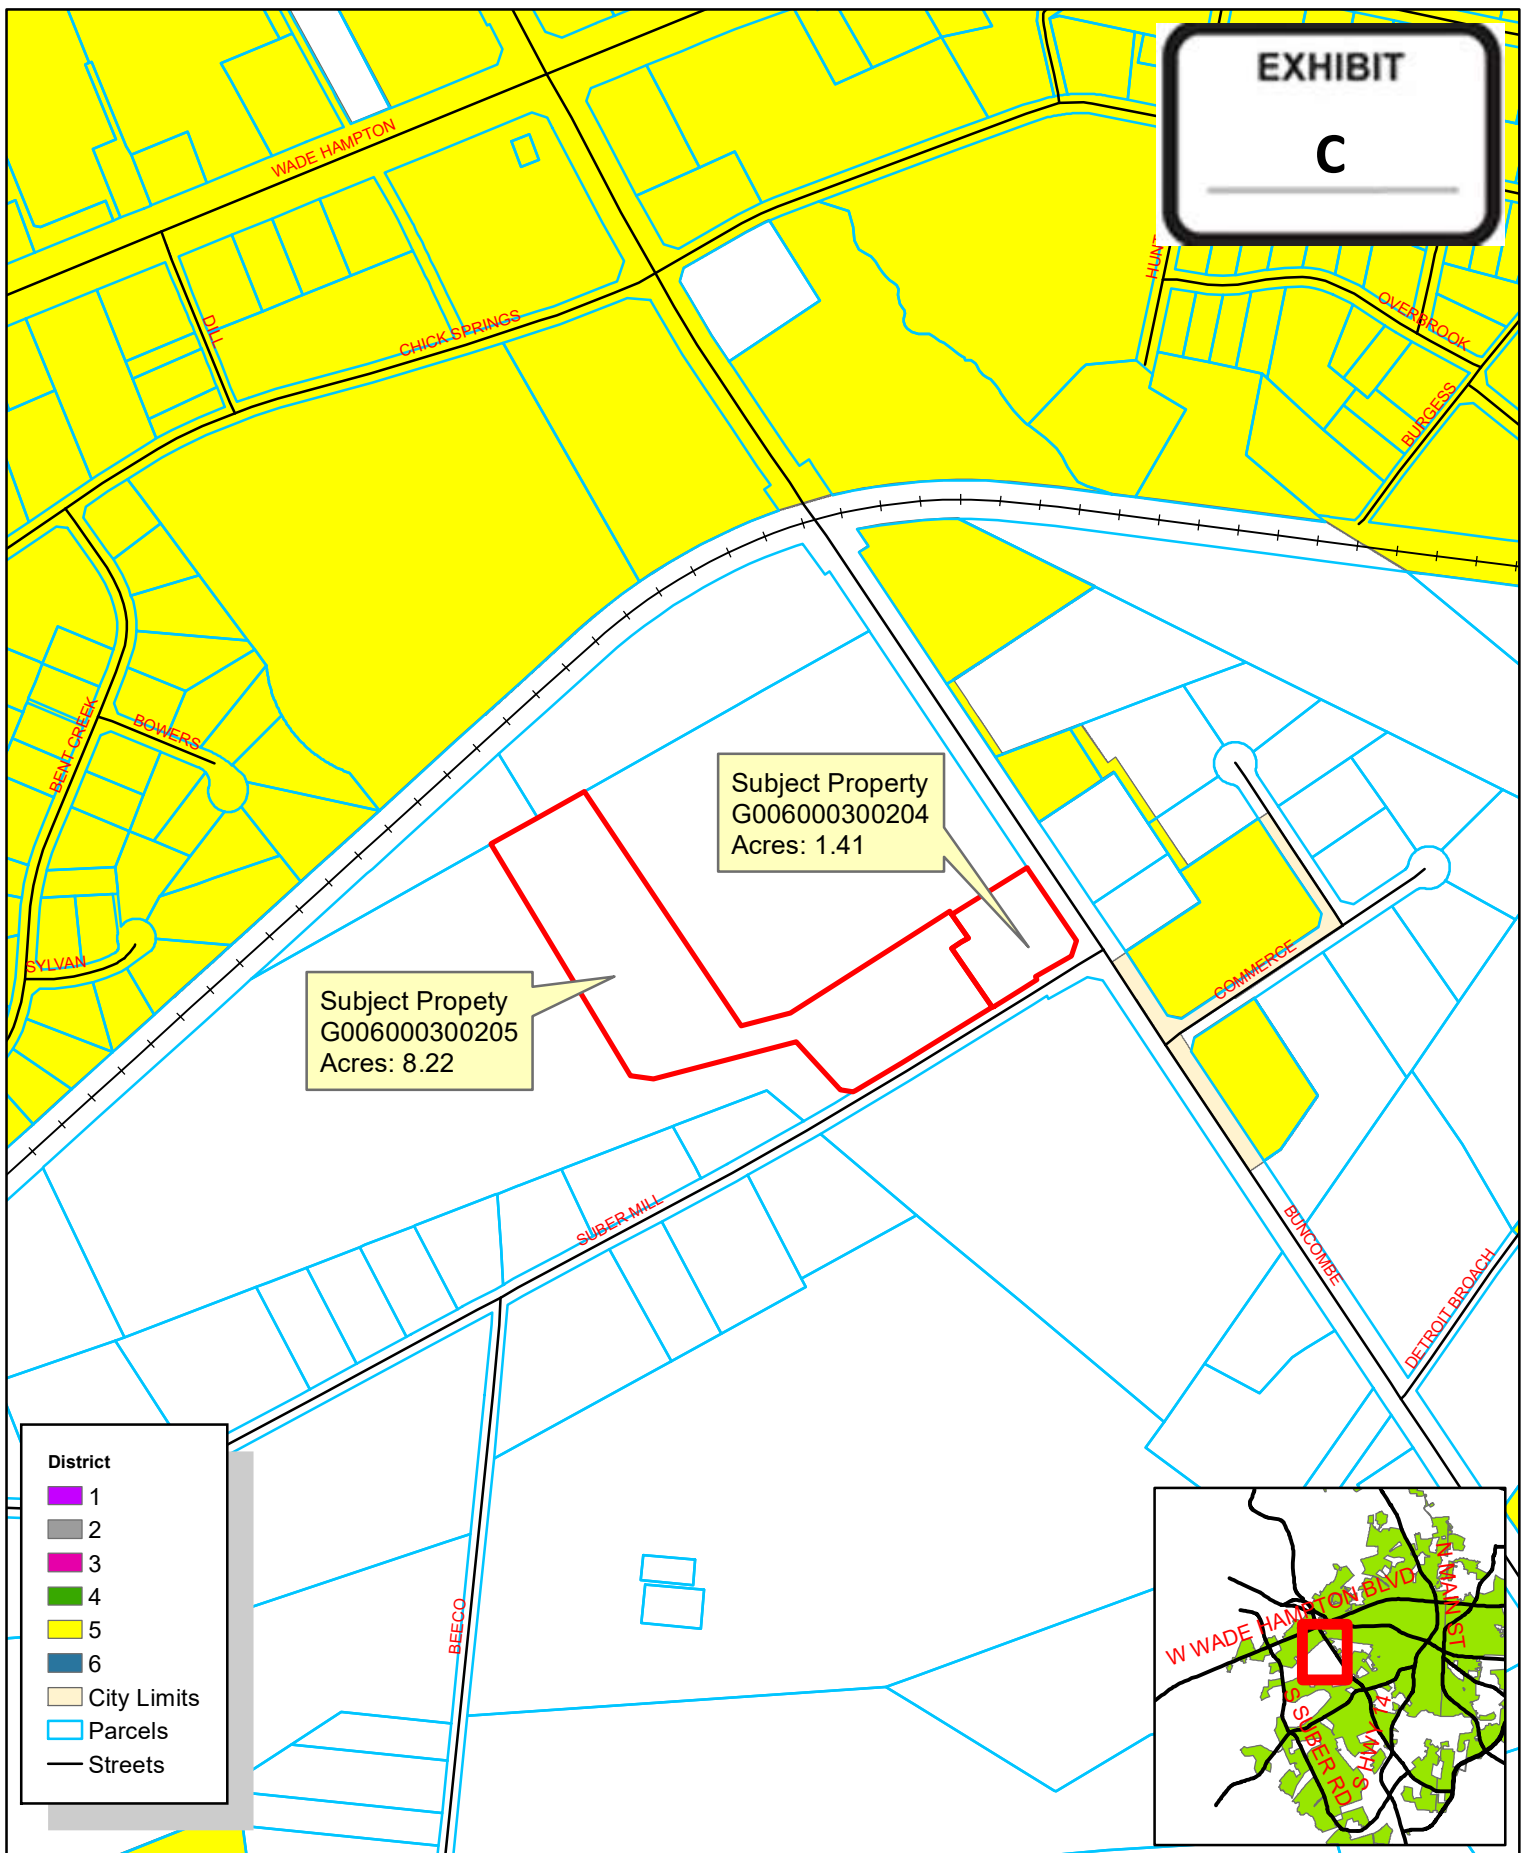 EXHIBIT
C
WADE HAMPTON
HUNT
OVERBROOK
DILL
CHICK SPRINGS
BURGESS
BENT CREEK
BOWERS
Subject Property
G006000300204
Acres: 1.41
SYLVAN
COMMERCE
Subject Propety
G006000300205
Acres: 8.22
SUBER MILL
BUNCOMBE
DETROIT BROACH
BEECO
District
1
2
3
4
5
6
City Limits
Parcels
Streets
W WADE HAMPTON BLVD
N MAIN ST
S SUBER RD
S HWY 14